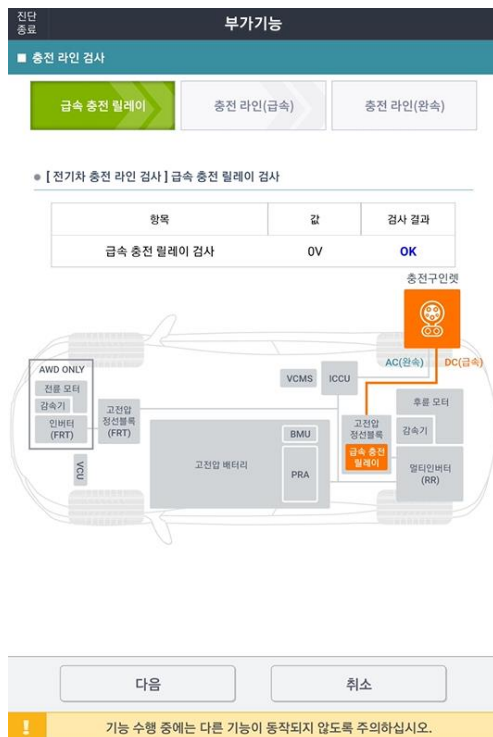 진단
종료
부가기능
■ 충전 라인 검사
급속 충전 릴레이
충전 라인(급속)
충전 라인(완속)
● [ 전기차 충전 라인 검사 ] 급속 충전 릴레이 검사
항목 값 검사 결과
급속 충전 릴레이 검사 0V OK
충전구인렛
AC(완속) DC(급속)
AWD ONLY
전륜 모터
감속기
인버터
(FRT)
고전압
정션블록
(FRT)
VCU
고전압 배터리
VCMS
ICCU
BMU
PRA
고전압
정션블록
급속 충전
릴레이
후륜 모터
감속기
멀티인버터
(RR)
다음
취소
! 기능 수행 중에는 다른 기능이 동작되지 않도록 주의하십시오.